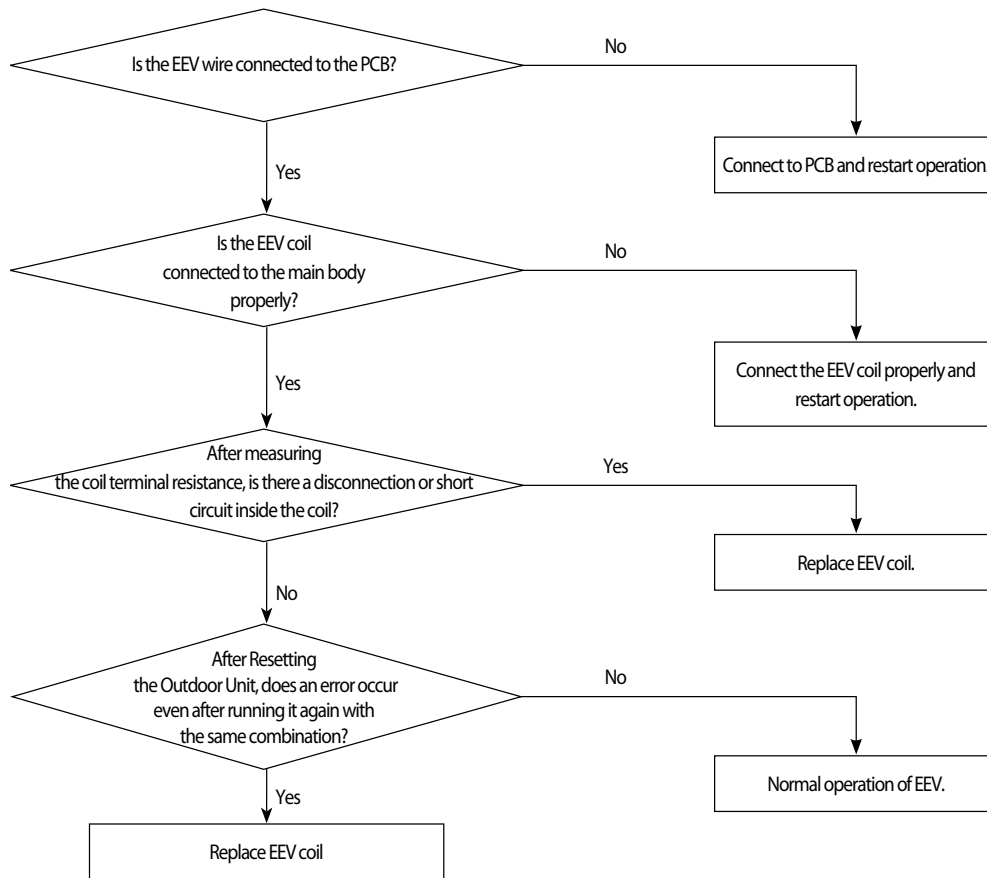 Is the EEV wire connected to the PCB?
No
Connect to PCB and restart operation.
Yes
Is the EEV coil
connected to the main body
properly?
No
Connect the EEV coil properly and
restart operation.
Yes
After measuring
the coil terminal resistance, is there a disconnection or short
circuit inside the coil?
Yes
Replace EEV coil.
No
After Resetting
the Outdoor Unit, does an error occur
even after running it again with
the same combination?
No
Normal operation of EEV.
Yes
Replace EEV coil